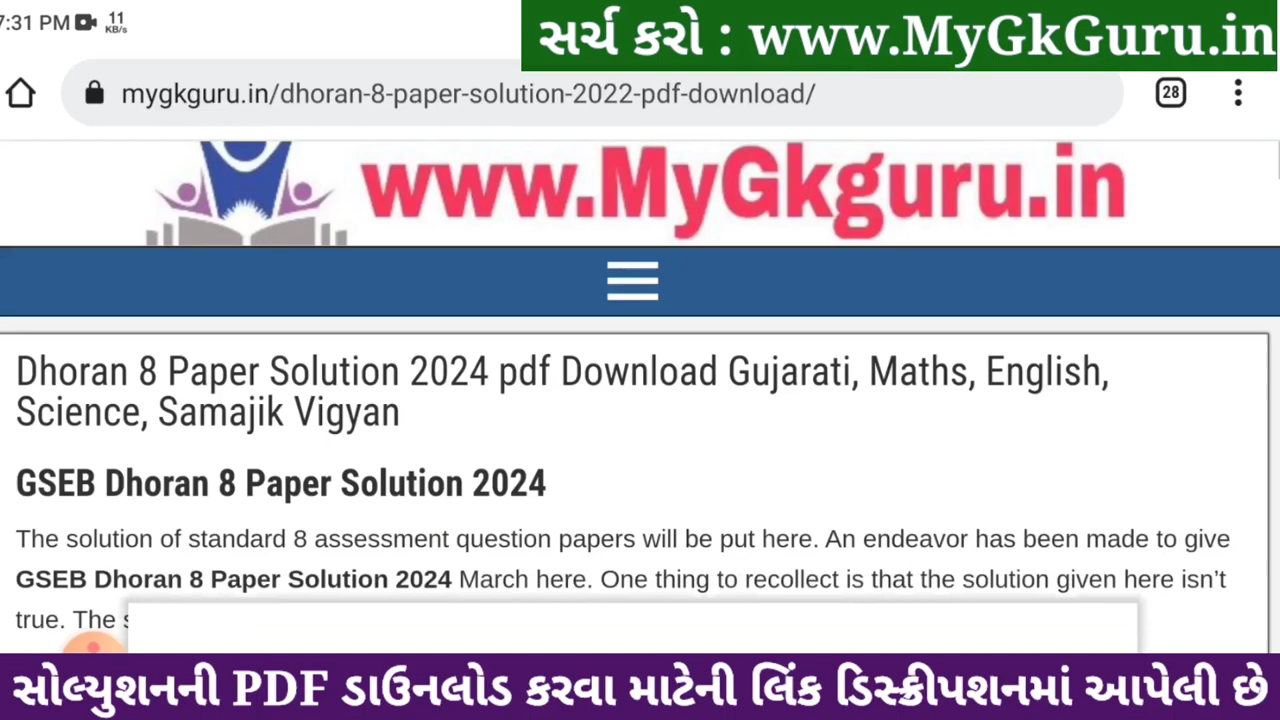 7:31 PM 11 KB/s
સર્ચ કરો : www.MyGkGuru.in
mygkguru.in/dhoran-8-paper-solution-2022-pdf-download/
28
www.MyGkguru.in
Dhoran 8 Paper Solution 2024 pdf Download Gujarati, Maths, English,
Science, Samajik Vigyan
GSEB Dhoran 8 Paper Solution 2024
The solution of standard 8 assessment question papers will be put here. An endeavor has been made to give
GSEB Dhoran 8 Paper Solution 2024 March here. One thing to recollect is that the solution given here isn’t
true. The
સોલ્યુશનની PDF ડાઉનલોડ કરવા માટેની લિંક ડિસ્ક્રીપશનમાં આપેલી છે